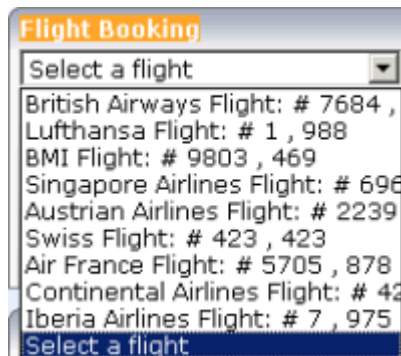 Flight Booking
Select a flight
British Airways Flight: # 7684 ,
Lufthansa Flight: # 1 , 988
BMI Flight: # 9803 , 469
Singapore Airlines Flight: # 696
Austrian Airlines Flight: # 2239
Swiss Flight: # 423 , 423
Air France Flight: # 5705 , 878
Continental Airlines Flight: # 42
Iberia Airlines Flight: # 7 , 975
Select a flight